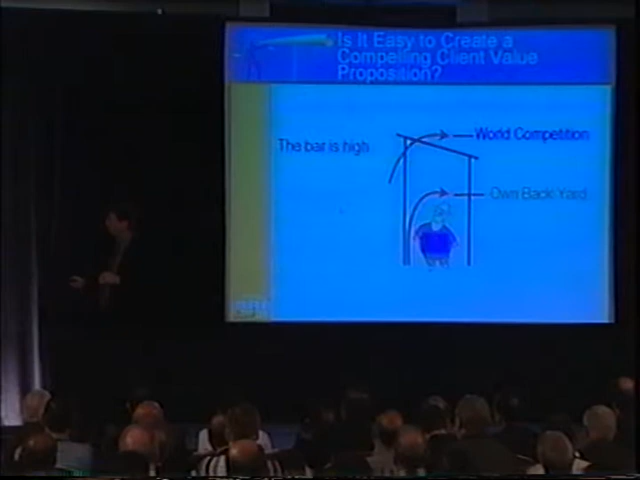 Is It Easy to Create a
Compelling Client Value
Proposition?
The bar is high
World Competition
Own Back Yard